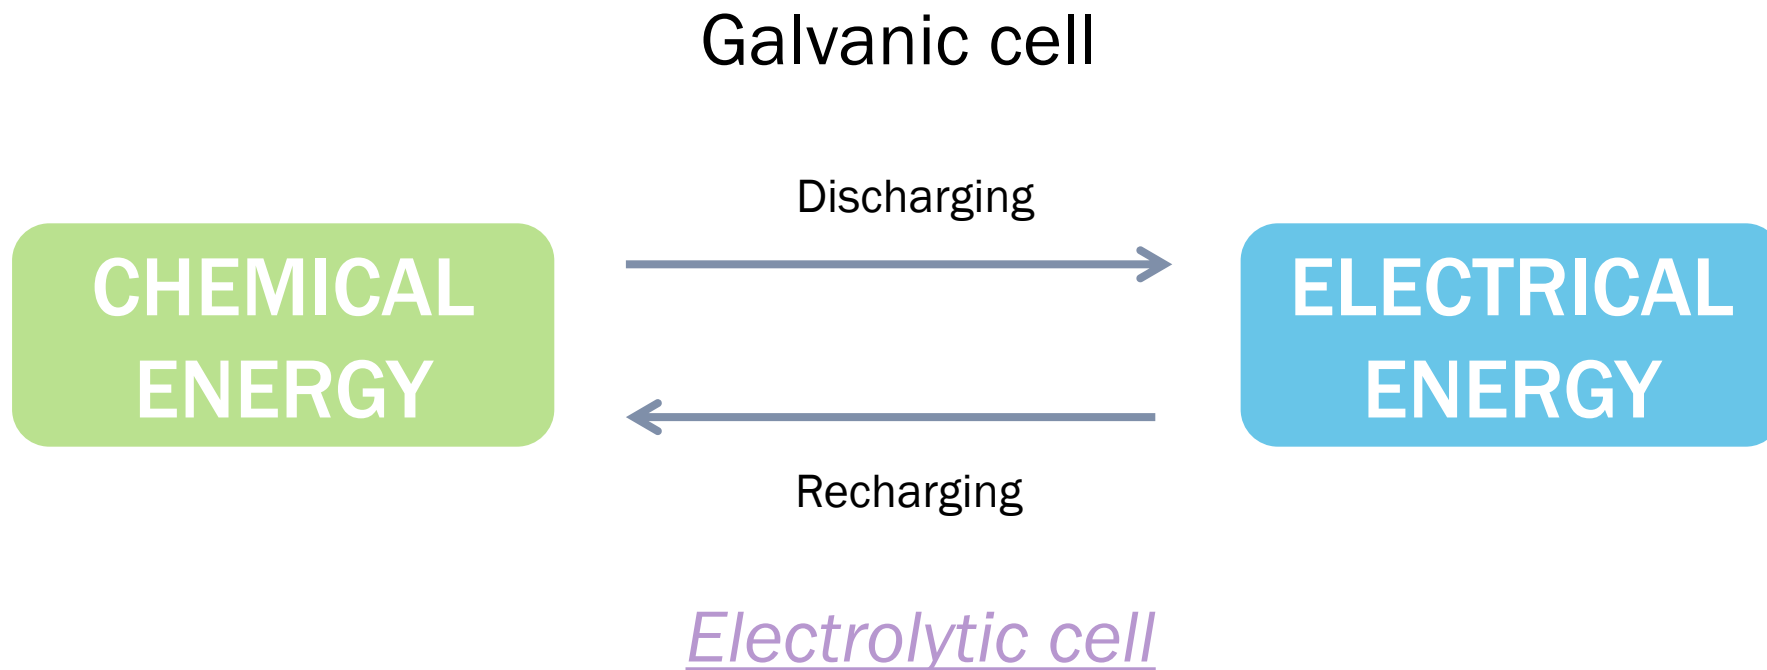 Galvanic cell
Discharging
CHEMICAL
ENERGY
ELECTRICAL
ENERGY
Recharging
Electrolytic cell